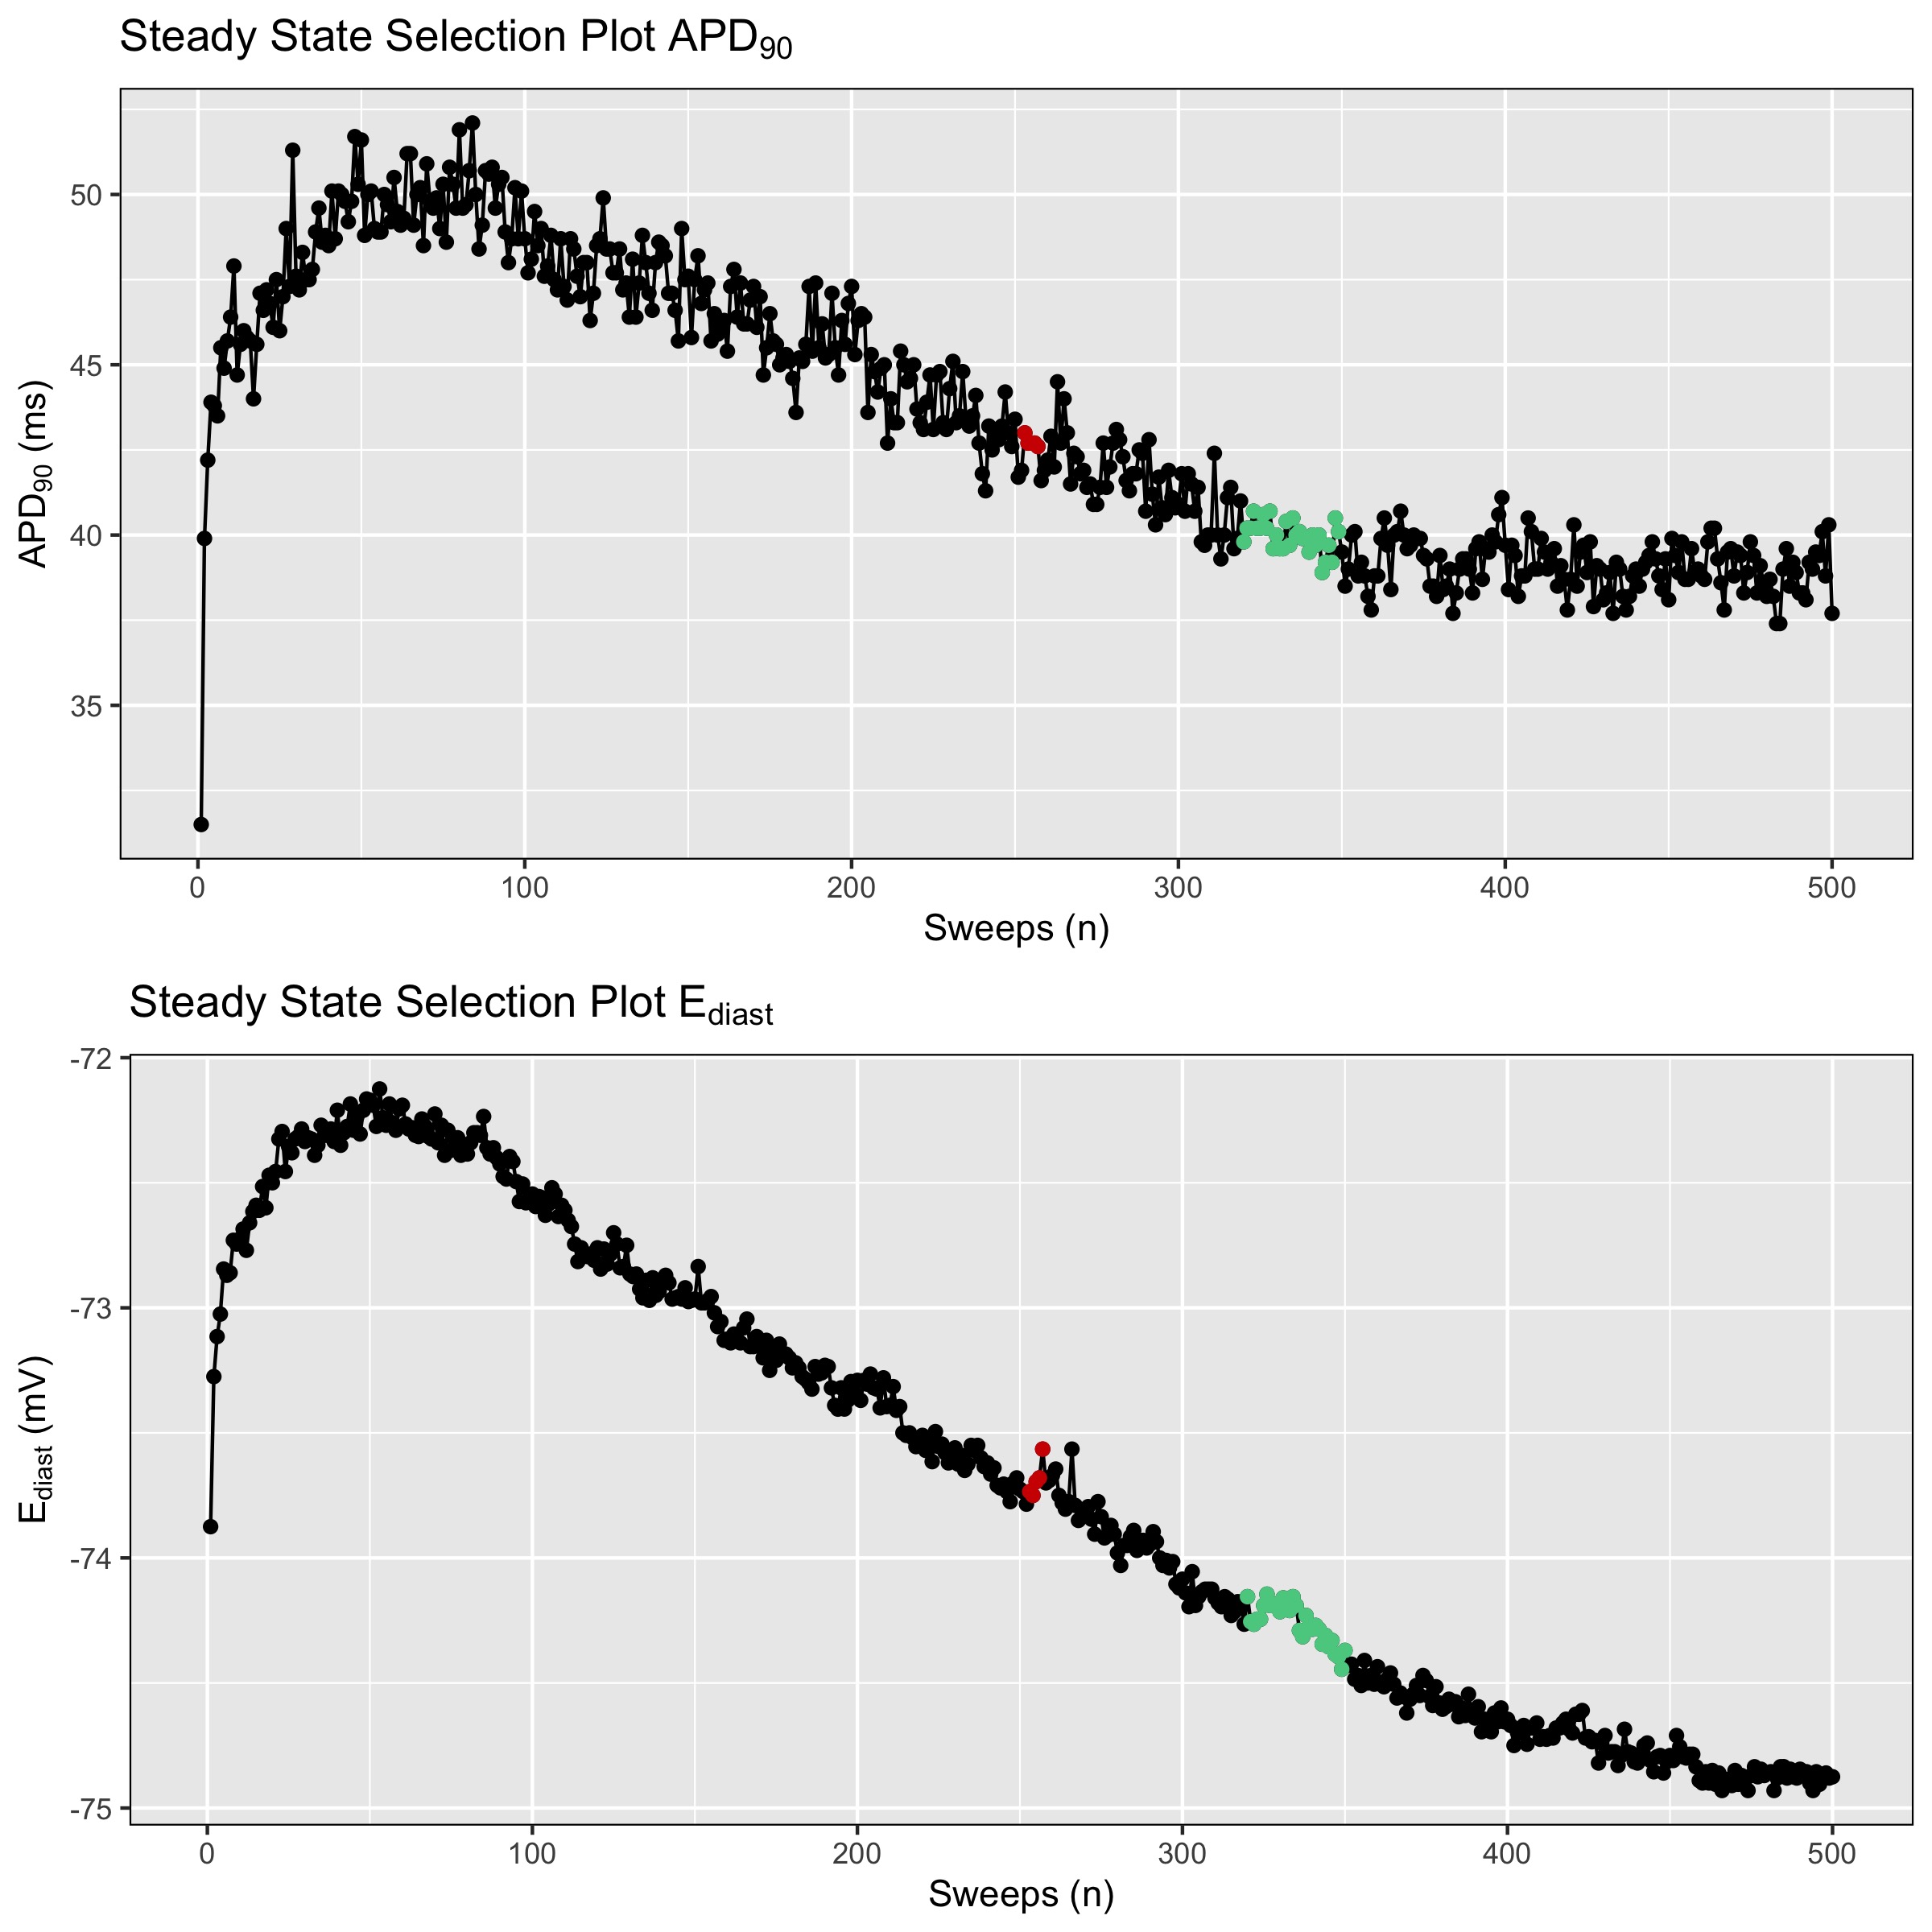 Steady State Selection Plot APD90
50
45
40
35
APD90 (ms)
0 100 200 300 400 500
Sweeps (n)
Steady State Selection Plot Ediast
-72
-73
-74
-75
Ediast (mV)
0 100 200 300 400 500
Sweeps (n)